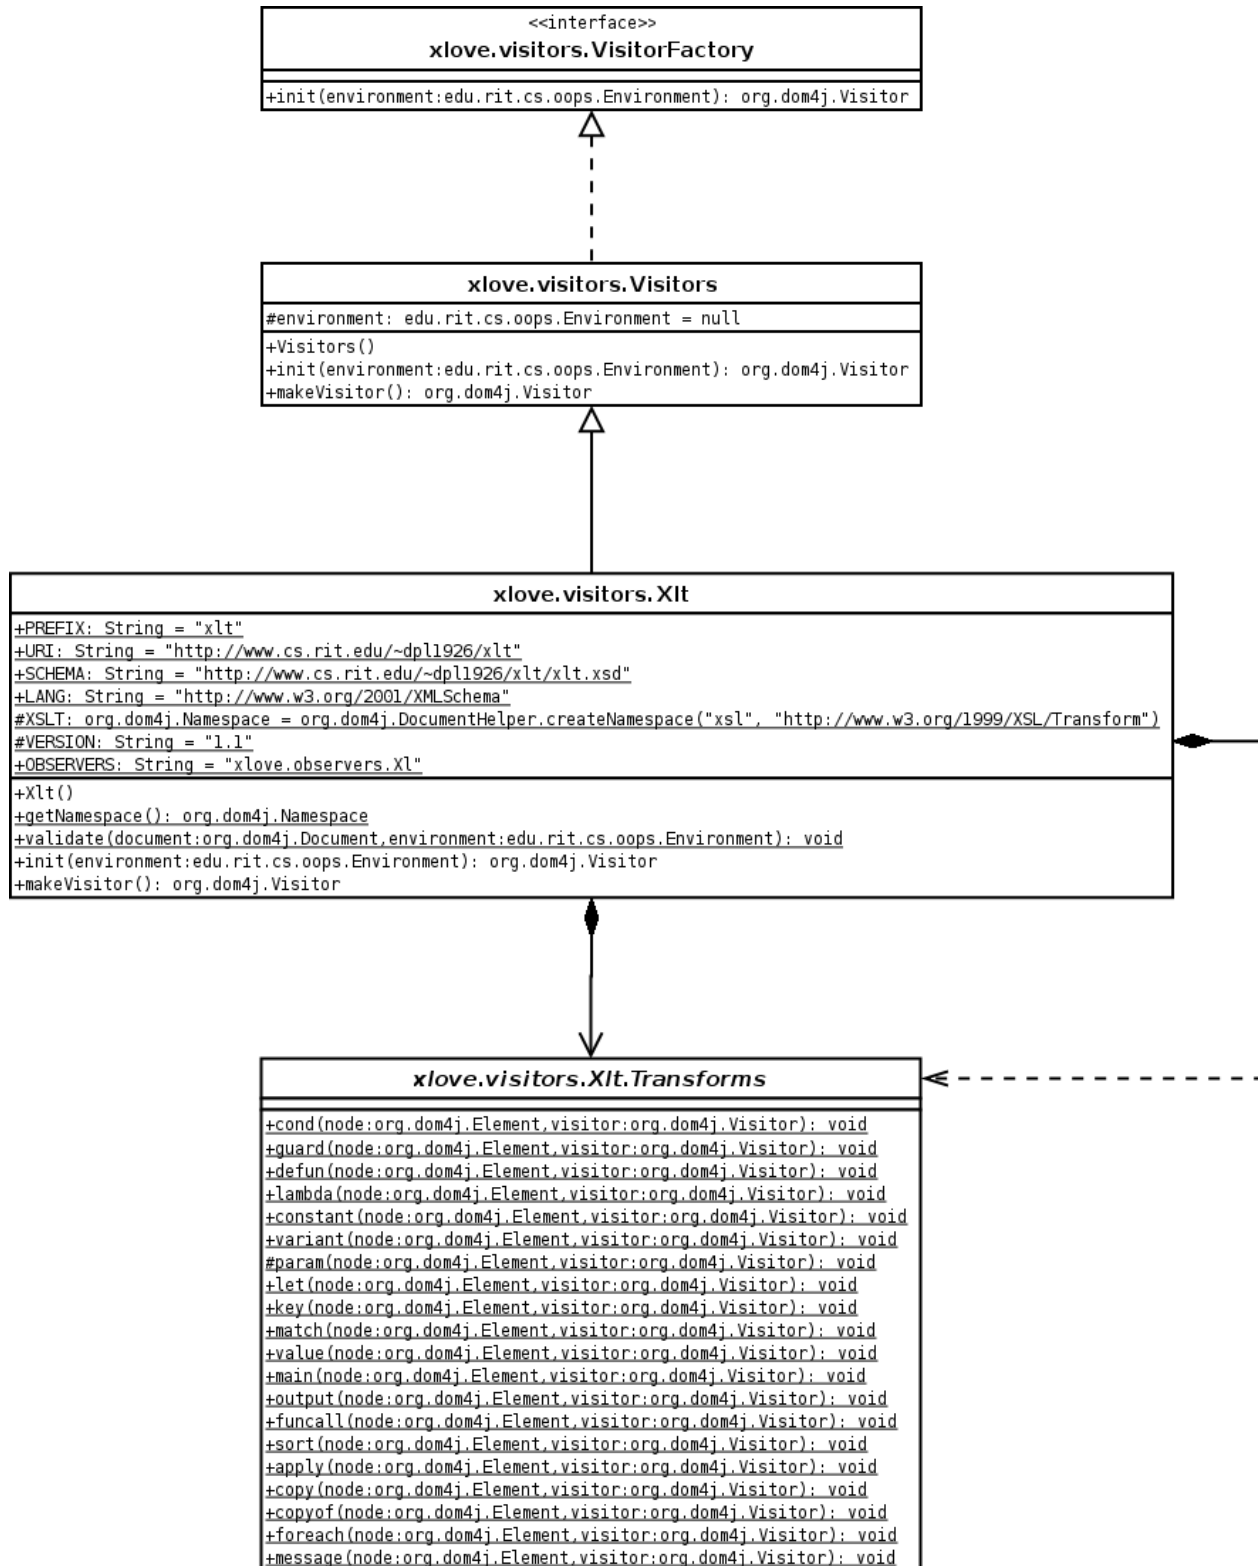 <<interface>>
xlove.visitors.VisitorFactory
+init(environment:edu.rit.cs.oops.Environment): org.dom4j.Visitor
xlove.visitors.Visitors
#environment: edu.rit.cs.oops.Environment = null
+Visitors()
+init(environment:edu.rit.cs.oops.Environment): org.dom4j.Visitor
+makeVisitor(): org.dom4j.Visitor
xlove.visitors.Xlt
+PREFIX: String = "xlt"
+URI: String = "http://www.cs.rit.edu/~dpl1926/xlt"
+SCHEMA: String = "http://www.cs.rit.edu/~dpl1926/xlt/xlt.xsd"
+LANG: String = "http://www.w3.org/2001/XMLSchema"
#XSLT: org.dom4j.Namespace = org.dom4j.DocumentHelper.createNamespace("xsl", "http://www.w3.org/1999/XSL/Transform")
#VERSION: String = "1.1"
+OBSERVERS: String = "xlove.observers.Xl"
+Xlt()
+getNamespace(): org.dom4j.Namespace
+validate(document:org.dom4j.Document,environment:edu.rit.cs.oops.Environment): void
+init(environment:edu.rit.cs.oops.Environment): org.dom4j.Visitor
+makeVisitor(): org.dom4j.Visitor
xlove.visitors.Xlt.Transforms
+cond(node:org.dom4j.Element,visitor:org.dom4j.Visitor): void
+guard(node:org.dom4j.Element,visitor:org.dom4j.Visitor): void
+defun(node:org.dom4j.Element,visitor:org.dom4j.Visitor): void
+lambda(node:org.dom4j.Element,visitor:org.dom4j.Visitor): void
+constant(node:org.dom4j.Element,visitor:org.dom4j.Visitor): void
+variant(node:org.dom4j.Element,visitor:org.dom4j.Visitor): void
#param(node:org.dom4j.Element,visitor:org.dom4j.Visitor): void
+let(node:org.dom4j.Element,visitor:org.dom4j.Visitor): void
+key(node:org.dom4j.Element,visitor:org.dom4j.Visitor): void
+match(node:org.dom4j.Element,visitor:org.dom4j.Visitor): void
+value(node:org.dom4j.Element,visitor:org.dom4j.Visitor): void
+main(node:org.dom4j.Element,visitor:org.dom4j.Visitor): void
+output(node:org.dom4j.Element,visitor:org.dom4j.Visitor): void
+funcall(node:org.dom4j.Element,visitor:org.dom4j.Visitor): void
+sort(node:org.dom4j.Element,visitor:org.dom4j.Visitor): void
+apply(node:org.dom4j.Element,visitor:org.dom4j.Visitor): void
+copy(node:org.dom4j.Element,visitor:org.dom4j.Visitor): void
+copyof(node:org.dom4j.Element,visitor:org.dom4j.Visitor): void
+foreach(node:org.dom4j.Element,visitor:org.dom4j.Visitor): void
+message(node:org.dom4j.Element,visitor:org.dom4j.Visitor): void